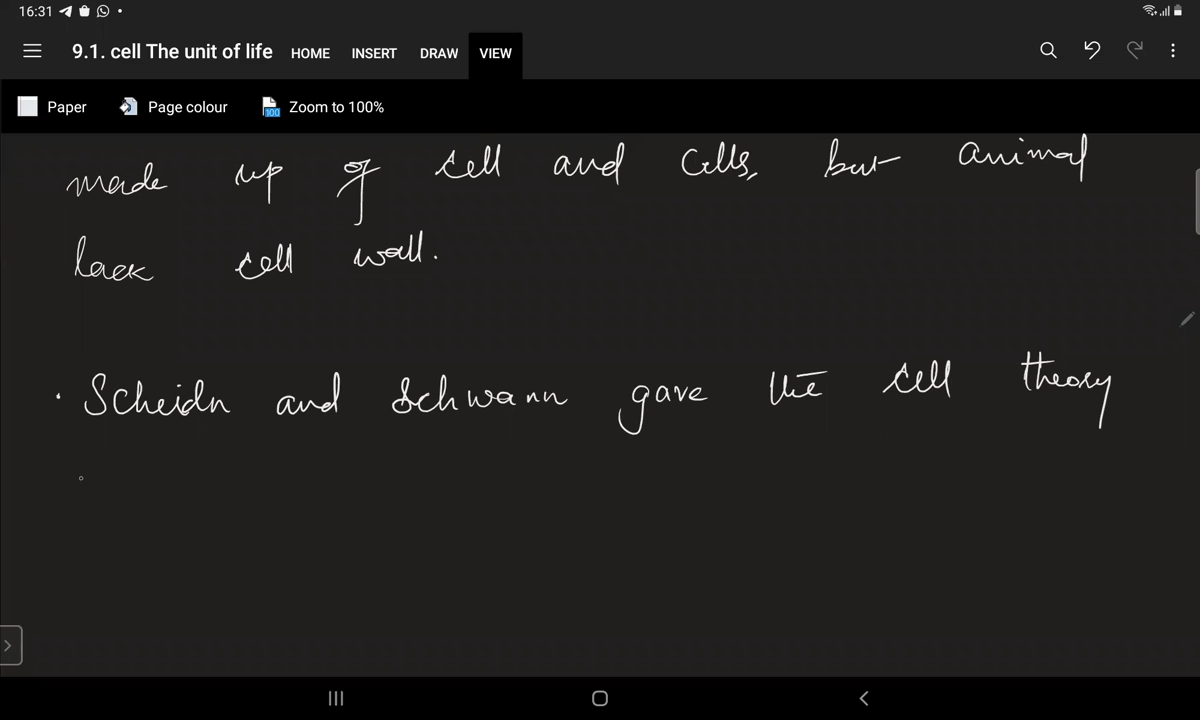 16:31
9.1. cell The unit of life HOME INSERT DRAW VIEW
Paper Page colour Zoom to 100%
made up of cell and cells, but animal
lack cell wall.
• Scheidn and Schwann gave the cell theory